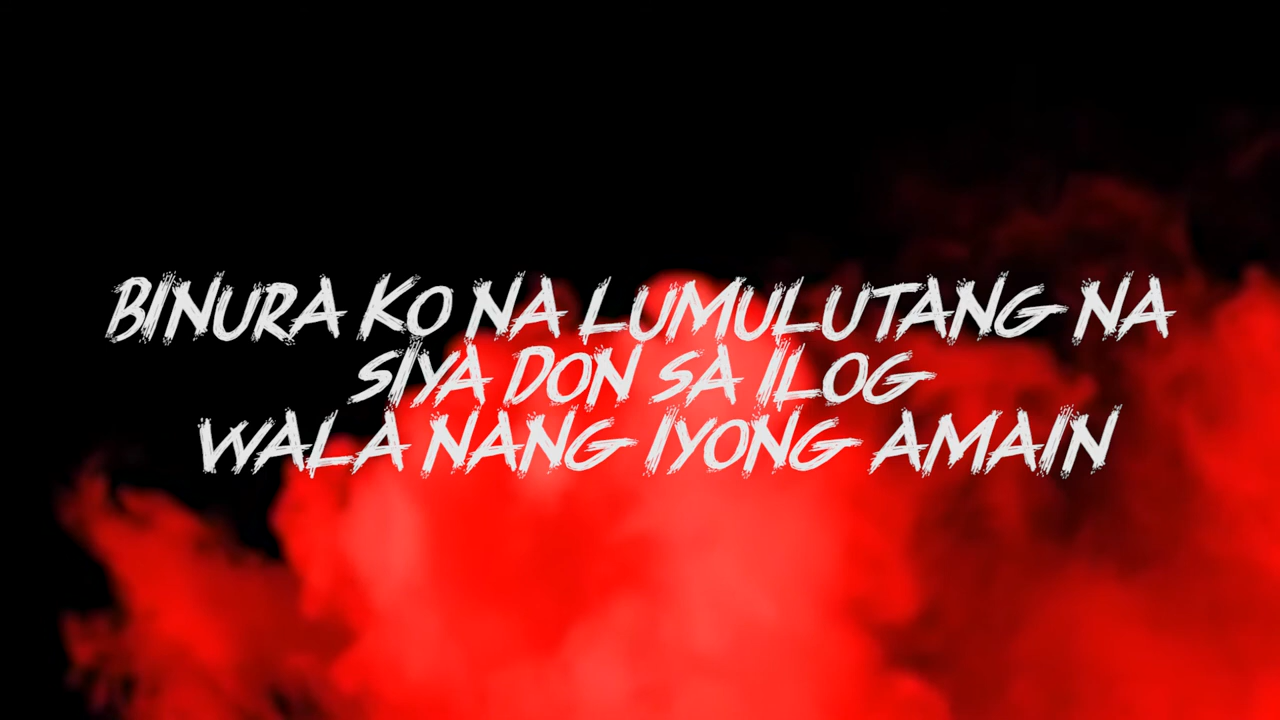 BINURA KO NA LUMULUTANG NA
SIYA DON SA ILOG
WALA NANG IYONG AMAIN